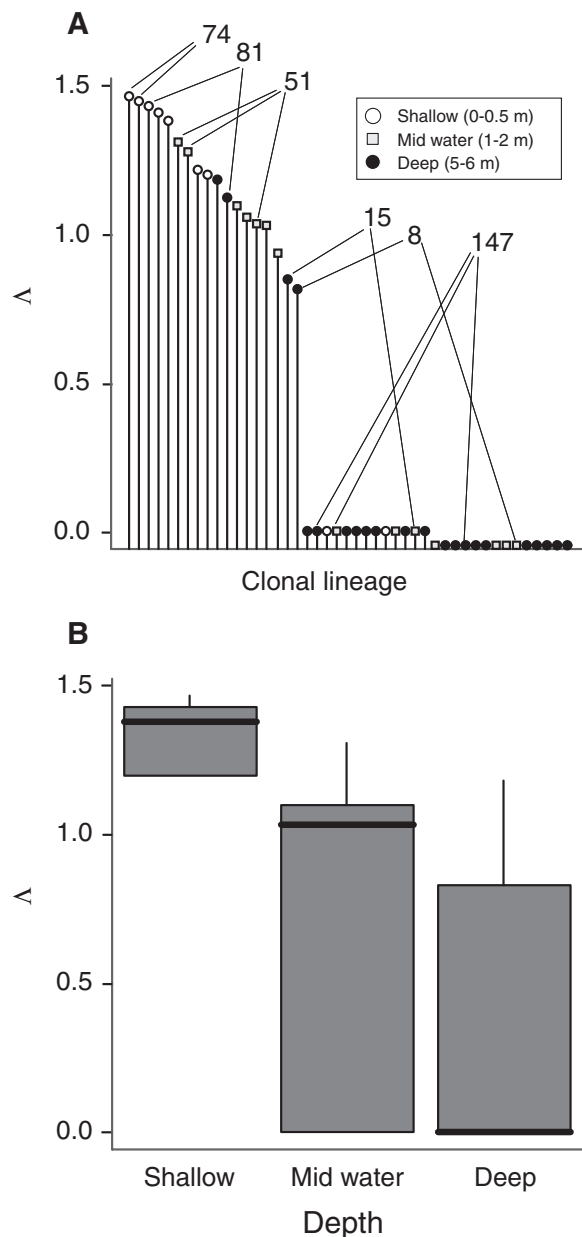 A
74
81
51
1.5
Shallow (0-0.5 m)
Mid water (1-2 m)
Deep (5-6 m)
15
8
147
1.0
Λ
0.5
0.0
Clonal lineage
B
1.5
1.0
Λ
0.5
0.0
Shallow Mid water Deep
Depth